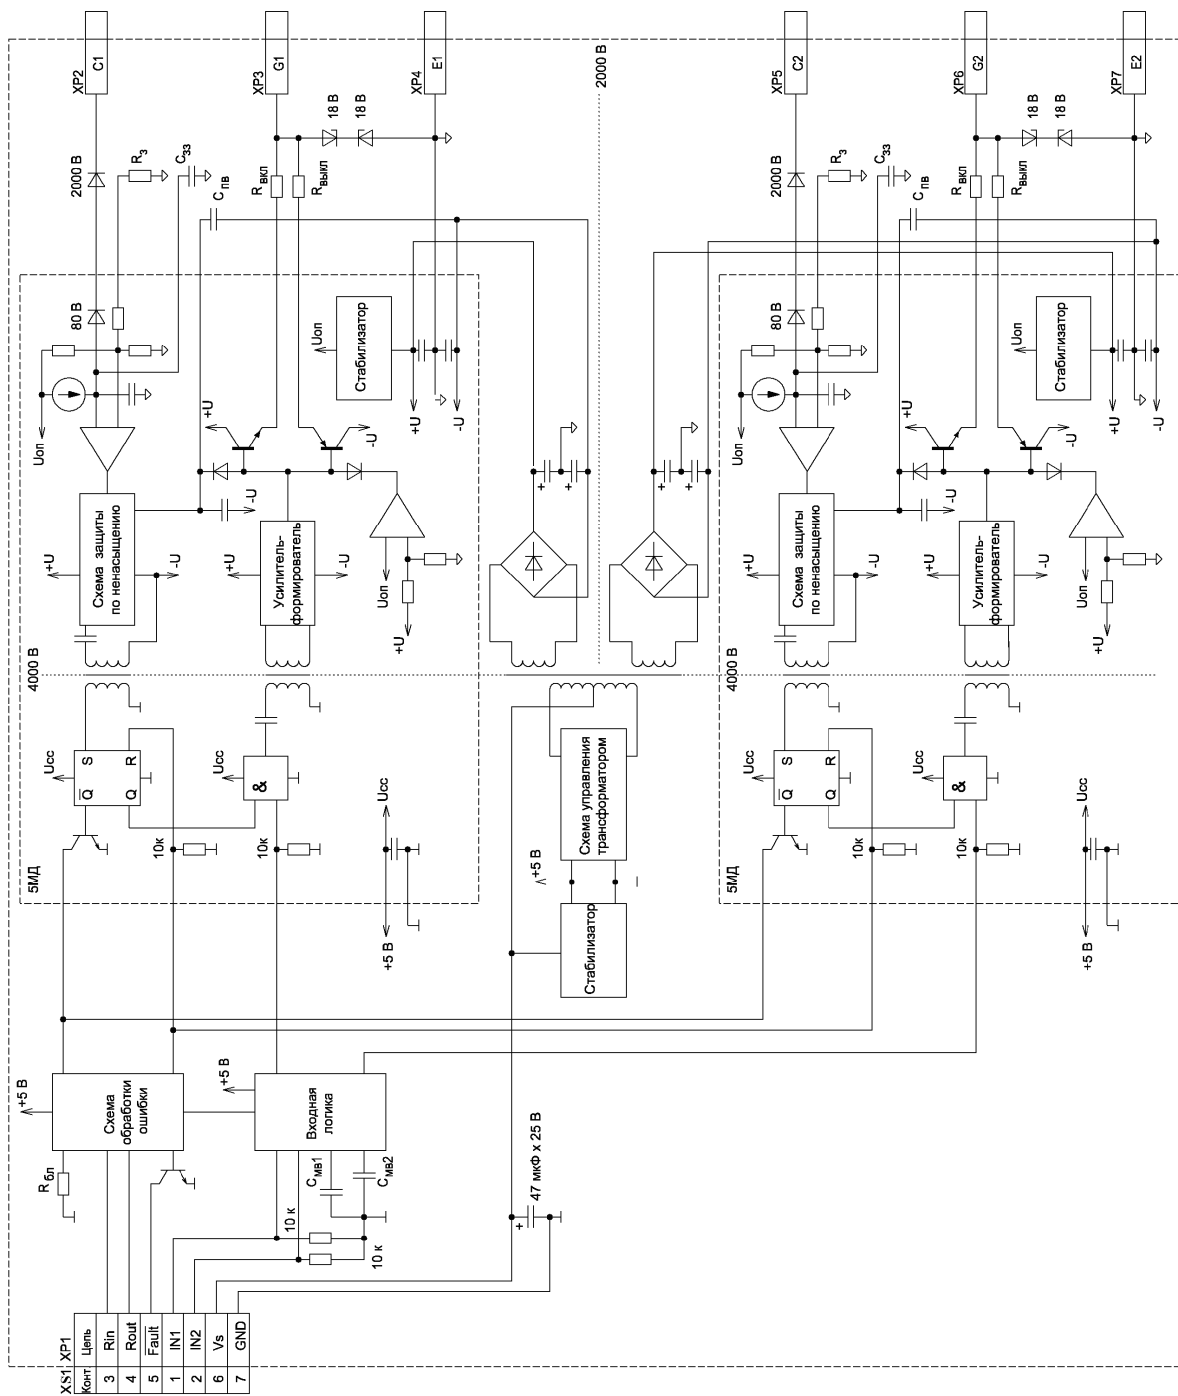 XS1 XP1
Конт Цепь
3 Rin
4 Rout
5 Fault
1 IN1
2 IN2
6 Vs
7 GND
R бл
+5 В
Схема
обработки
ошибки
+5 В
Входная
логика
C мв1
C мв2
10 к
10 к
+
47 мкФ х 25 В
5МД
10к
10к
Ucc
S
R
Q
Q
Ucc
&
Ucc
+5 В
4000 В
+U
Схема защиты
по ненасыщению
-U
-U
+U
Усилитель-
формирователь
-U
Uоп
+U
Uоп
80 В
+U
-U
Uоп
Стабилизатор
+U
-U
2000 В
R з
C зз
C пв
R вкл
R выкл
18 В
18 В
XP2
C1
XP3
G1
XP4
E1
Стабилизатор
+5 В
Схема управления
трансформатором
+
+
+
+
2000 В
5МД
10к
10к
Ucc
S
R
Q
Q
Ucc
&
Ucc
+5 В
4000 В
+U
Схема защиты
по ненасыщению
-U
-U
+U
Усилитель-
формирователь
-U
Uоп
+U
Uоп
80 В
+U
-U
Uоп
Стабилизатор
+U
-U
2000 В
R з
C зз
C пв
R вкл
R выкл
18 В
18 В
XP5
C2
XP6
G2
XP7
E2